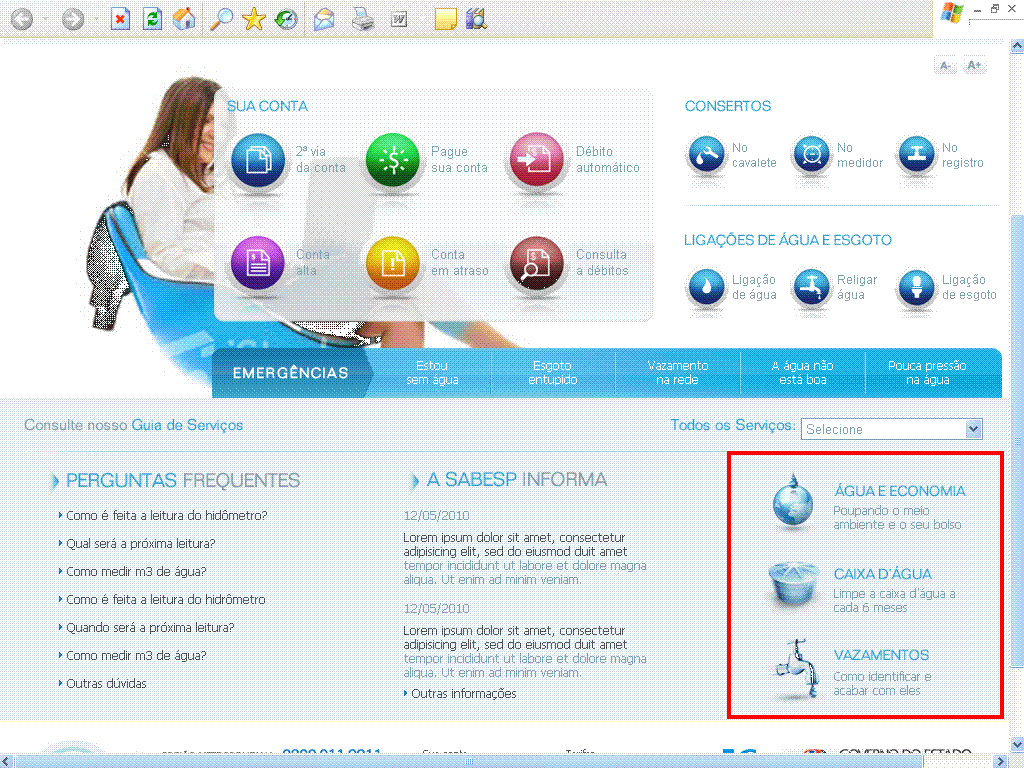 A-
A+
SUA CONTA
2ª via
da conta
Pague
sua conta
Débito
automático
Conta
alta
Conta
em atraso
Consulta
a débitos
CONSERTOS
No
cavalete
No
medidor
No
registro
LIGAÇÕES DE ÁGUA E ESGOTO
Ligação
de água
Religar
água
Ligação
de esgoto
EMERGÊNCIAS
Estou
sem água
Esgoto
entupido
Vazamento
na rede
A água não
está boa
Pouca pressão
na água
Consulte nosso Guia de Serviços
Todos os Serviços:
Selecione
PERGUNTAS FREQUENTES
Como é feita a leitura do hidômetro?
Qual será a próxima leitura?
Como medir m3 de água?
Como é feita a leitura do hidrômetro
Quando será a próxima leitura?
Como medir m3 de água?
Outras dúvidas
A SABESP INFORMA
12/05/2010
Lorem ipsum dolor sit amet, consectetur
adipisicing elit, sed do eiusmod duit amet
tempor incididunt ut labore et dolore magna
aliqua. Ut enim ad minim veniam.
12/05/2010
Lorem ipsum dolor sit amet, consectetur
adipisicing elit, sed do eiusmod duit amet
tempor incididunt ut labore et dolore magna
aliqua. Ut enim ad minim veniam.
Outras informações
ÁGUA E ECONOMIA
Poupando o meio
ambiente e o seu bolso
CAIXA D'ÁGUA
Limpe a caixa d'água a
cada 6 meses
VAZAMENTOS
Como identificar e
acabar com eles
Sua conta
Tarifas
GOVERNO DO ESTADO